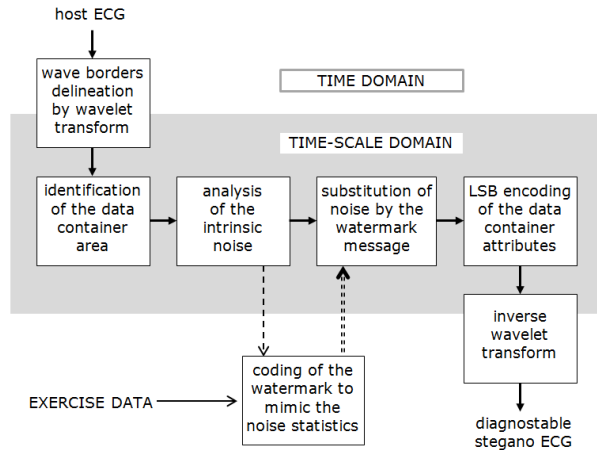 host ECG
wave borders
delineation
by wavelet
transform
TIME DOMAIN
TIME-SCALE DOMAIN
identification
of the data
container
area
analysis
of the
intrinsic
noise
substitution of
noise by the
watermark
message
LSB encoding
of the data
container
attributes
inverse
wavelet
transform
EXERCISE DATA
coding of the
watermark to
mimic the
noise statistics
diagnostable
stegano ECG